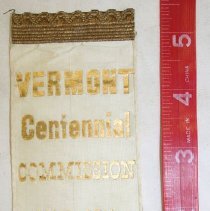 VERMONT
Centennial
COMMISSION
5
4
3
MADE IN CHINA